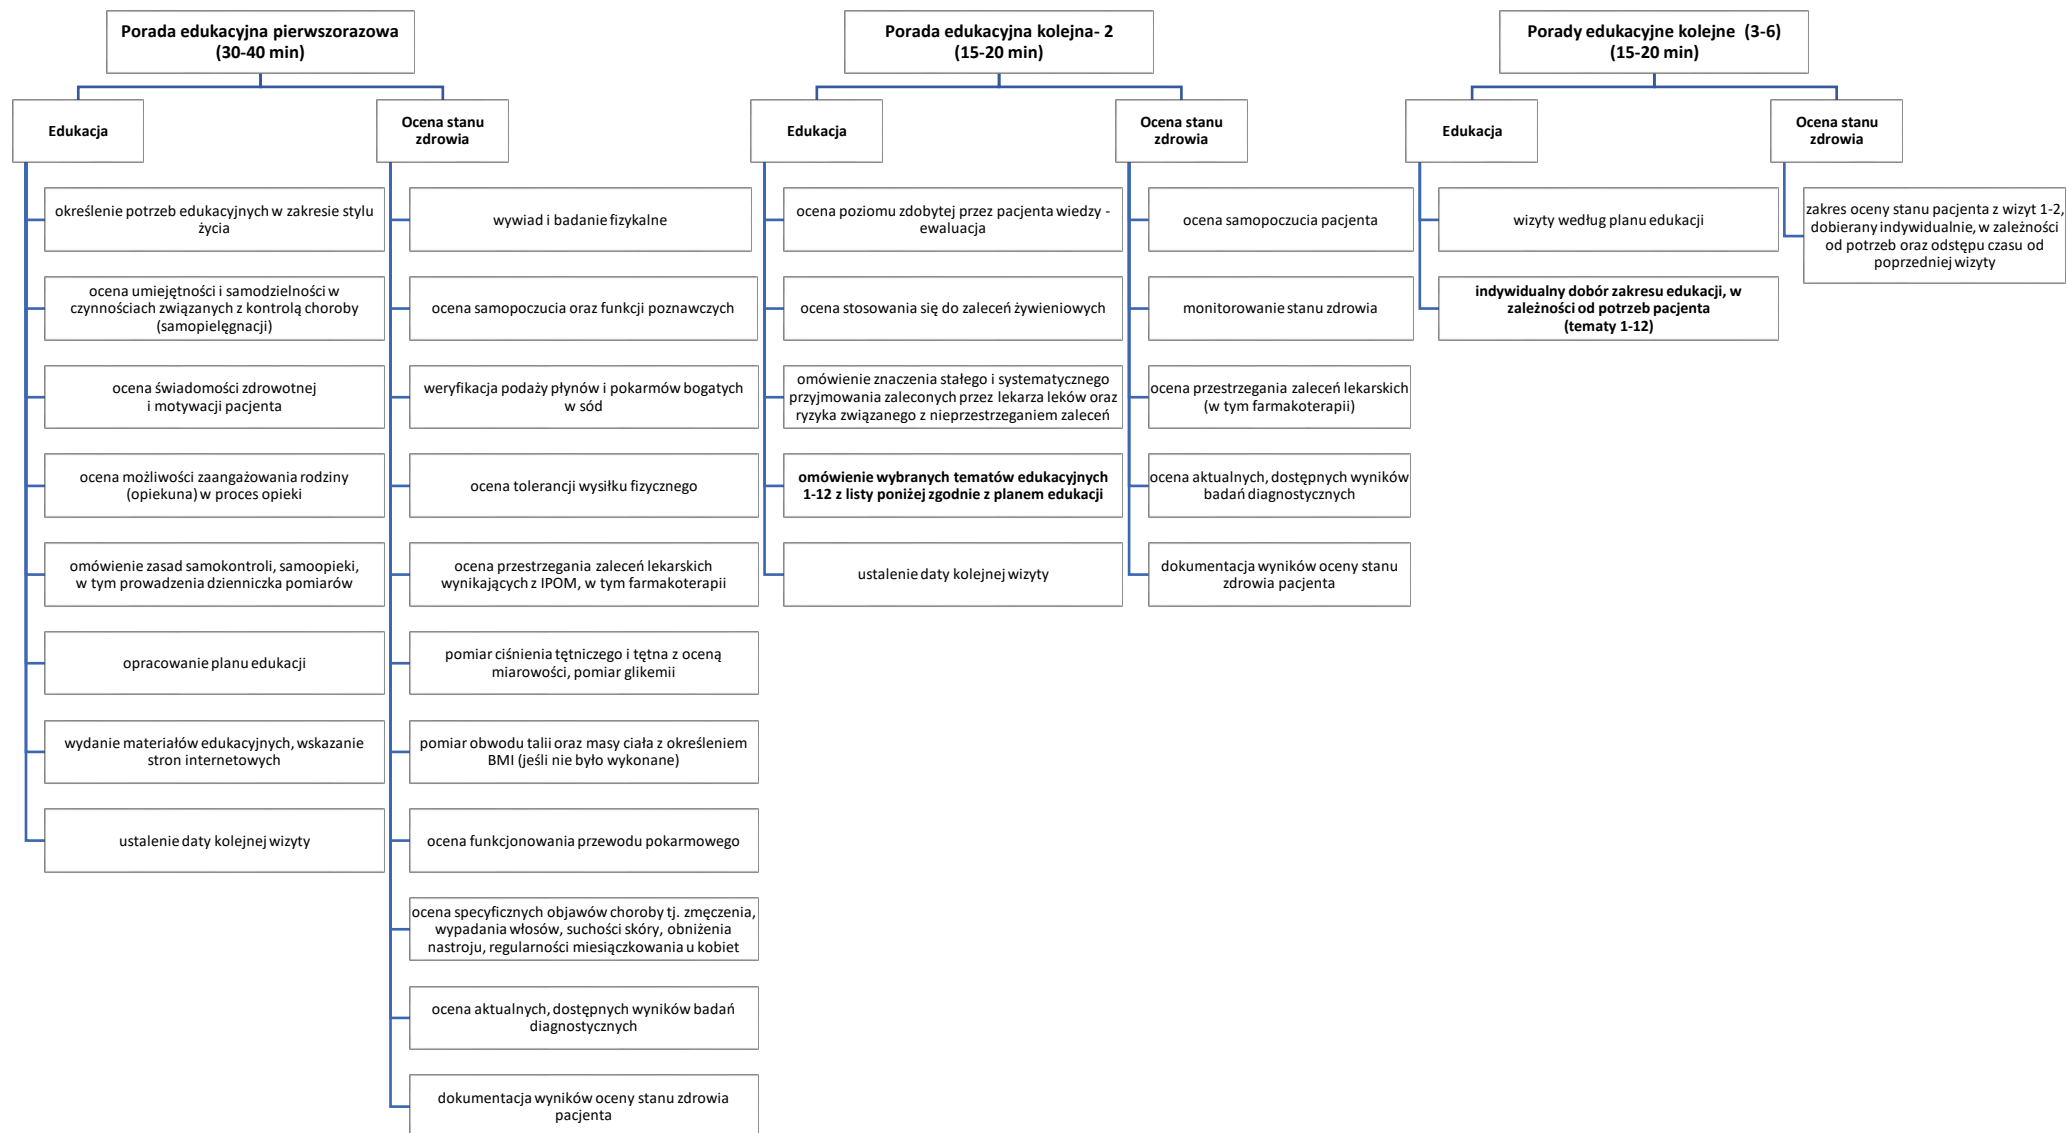 Porada edukacyjna pierwszorazowa
(30-40 min)
Edukacja
określenie potrzeb edukacyjnych w zakresie stylu
życia
ocena umiejętności i samodzielności w
czynnościach związanych z kontrolą choroby
(samopielęgnacji)
ocena świadomości zdrowotnej
i motywacji pacjenta
ocena możliwości zaangażowania rodziny
(opiekuna) w proces opieki
omówienie zasad samokontroli, samoopieki,
w tym prowadzenia dzienniczka pomiarów
opracowanie planu edukacji
wydanie materiałów edukacyjnych, wskazanie
stron internetowych
ustalenie daty kolejnej wizyty
Ocena stanu
zdrowia
wywiad i badanie fizykalne
ocena samopoczucia oraz funkcji poznawczych
weryfikacja podaży płynów i pokarmów bogatych
w sód
ocena tolerancji wysiłku fizycznego
ocena przestrzegania zaleceń lekarskich
wynikających z IPOM, w tym farmakoterapii
pomiar ciśnienia tętniczego i tętna z oceną
miarowości, pomiar glikemii
pomiar obwodu talii oraz masy ciała z określeniem
BMI (jeśli nie było wykonane)
ocena funkcjonowania przewodu pokarmowego
ocena specyficznych objawów choroby tj. zmęczenia,
wypadania włosów, suchości skóry, obniżenia
nastroju, regularności miesiączkowania u kobiet
ocena aktualnych, dostępnych wyników badań
diagnostycznych
dokumentacja wyników oceny stanu zdrowia
pacjenta
Porada edukacyjna kolejna- 2
(15-20 min)
Edukacja
ocena poziomu zdobytej przez pacjenta wiedzy -
ewaluacja
ocena stosowania się do zaleceń żywieniowych
omówienie znaczenia stałego i systematycznego
przyjmowania zaleconych przez lekarza leków oraz
ryzyka związanego z nieprzestrzeganiem zaleceń
omówienie wybranych tematów edukacyjnych
1-12 z listy poniżej zgodnie z planem edukacji
ustalenie daty kolejnej wizyty
Ocena stanu
zdrowia
ocena samopoczucia pacjenta
monitorowanie stanu zdrowia
ocena przestrzegania zaleceń lekarskich
(w tym farmakoterapii)
ocena aktualnych, dostępnych wyników
badań diagnostycznych
dokumentacja wyników oceny stanu
zdrowia pacjenta
Porady edukacyjne kolejne (3-6)
(15-20 min)
Edukacja
wizyty według planu edukacji
indywidualny dobór zakresu edukacji, w
zależności od potrzeb pacjenta
(tematy 1-12)
Ocena stanu
zdrowia
zakres oceny stanu pacjenta z wizyt 1-2,
dobierany indywidualnie, w zależności
od potrzeb oraz odstępu czasu od
poprzedniej wizyty